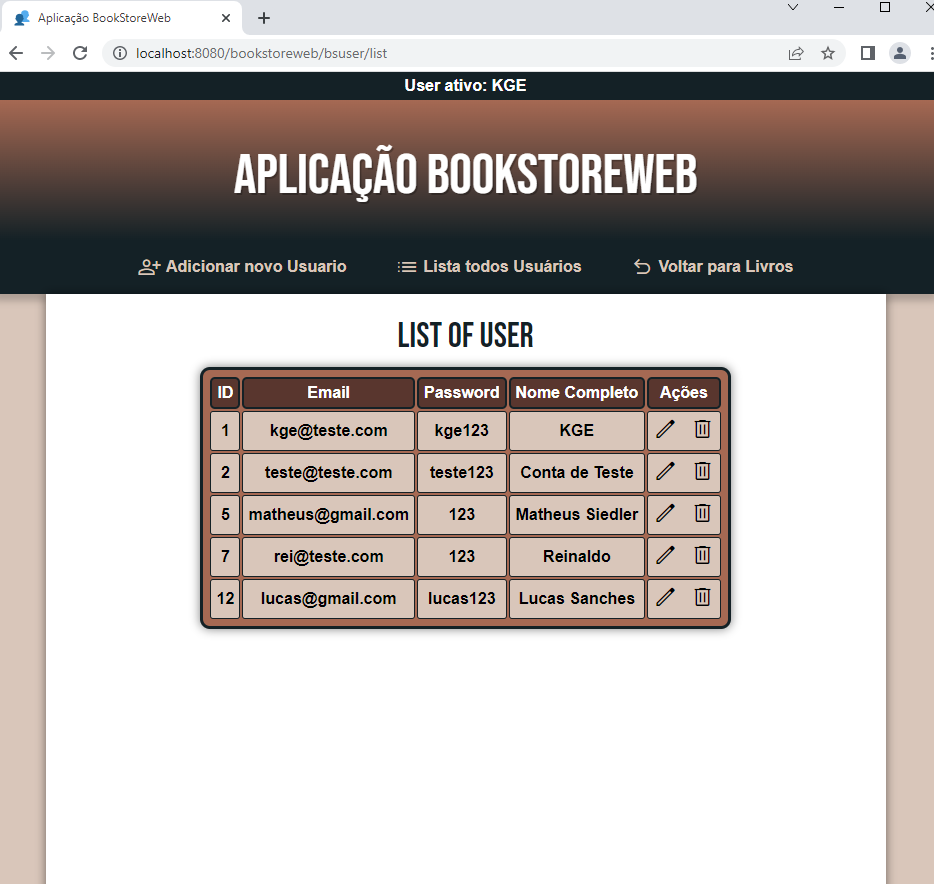 Aplicação BookStoreWeb
localhost:8080/bookstoreweb/bsuser/list
User ativo: KGE
APLICAÇÃO BOOKSTOREWEB
Adicionar novo Usuario Lista todos Usuários Voltar para Livros
LIST OF USER
ID Email Password Nome Completo Ações
1 kge@teste.com kge123 KGE
2 teste@teste.com teste123 Conta de Teste
5 matheus@gmail.com 123 Matheus Siedler
7 rei@teste.com 123 Reinaldo
12 lucas@gmail.com lucas123 Lucas Sanches